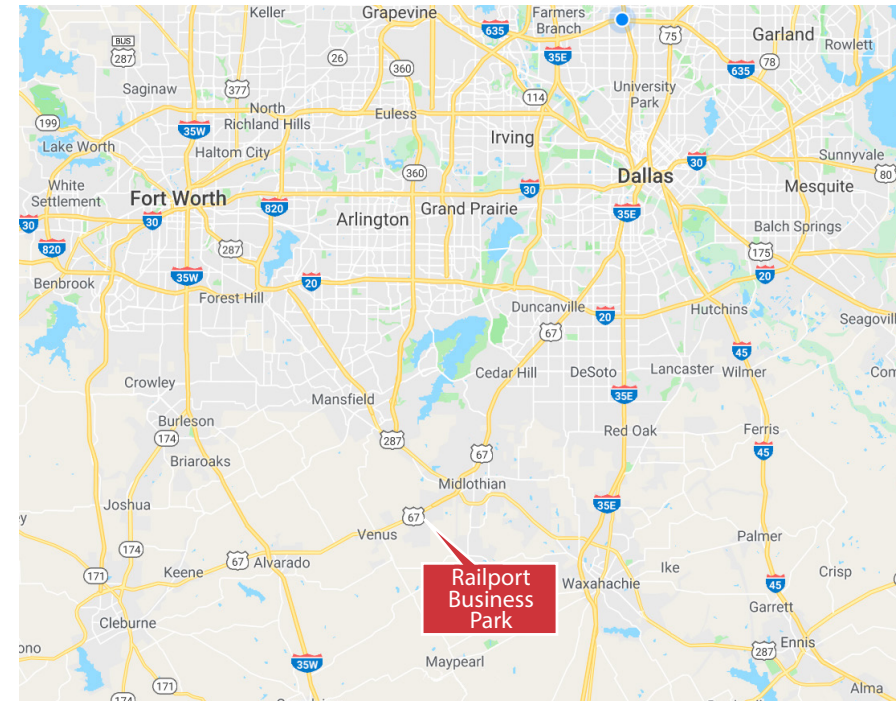 Keller
Grapevine
Farmers
Branch
635
75
Garland
BUS
287
26
35E
78
Rowlett
360
635
Saginaw
377
114
University
Park
North
Richland Hills
Euless
199
35W
Irving
Lake Worth
Haltom City
30
Sunnyvale
White
Settlement
360
Dallas
80
Fort Worth
30
Mesquite
820
Arlington
Grand Prairie
35E
30
30
Balch Springs
820
287
175
Benbrook
35W
20
20
Forest Hill
Duncanville
20
Hutchins
Seagovil
67
45
Crowley
Cedar Hill
DeSoto
Lancaster
Wilmer
Com
Mansfield
35E
Burleson
174
287
Red Oak
Ferris
67
45
Briaroaks
Midlothian
Joshua
35E
y
67
174
Venus
Palmer
67
Alvarado
171
Keene
Railport
Business
Park
Waxahachie
Ike
Crisp
45
Cleburne
Garrett
ono
287
Ennis
35W
Maypearl
171
Alma
174